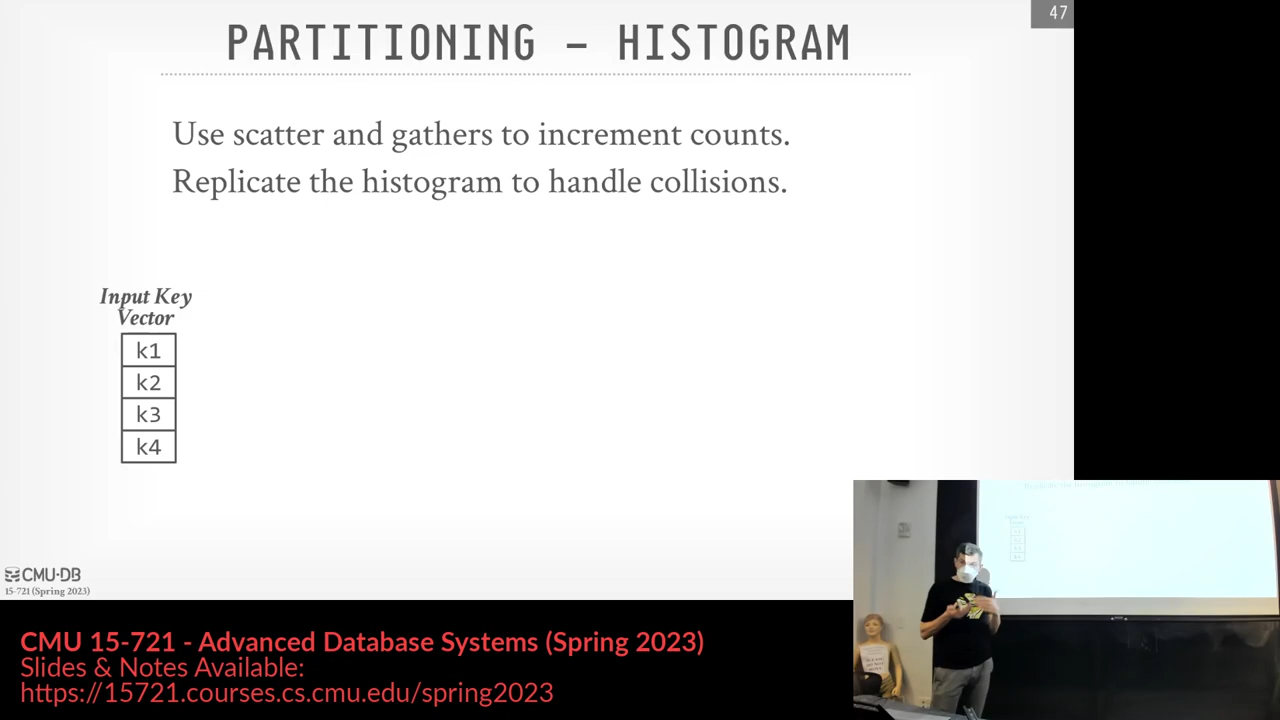 47
PARTITIONING – HISTOGRAM
Use scatter and gathers to increment counts.
Replicate the histogram to handle collisions.
Input Key
Vector
k1
k2
k3
k4
CMU·DB
15-721 (Spring 2023)
CMU 15-721 - Advanced Database Systems (Spring 2023)
Slides & Notes Available:
https://15721.courses.cs.cmu.edu/spring2023